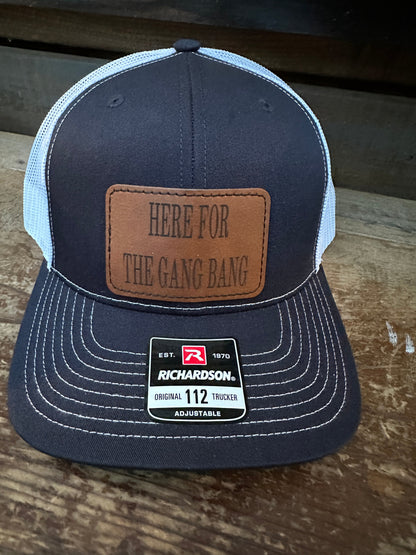 HERE FOR
THE GANG BANG
EST. R 1970
RICHARDSON®
ORIGINAL 112 TRUCKER
ADJUSTABLE